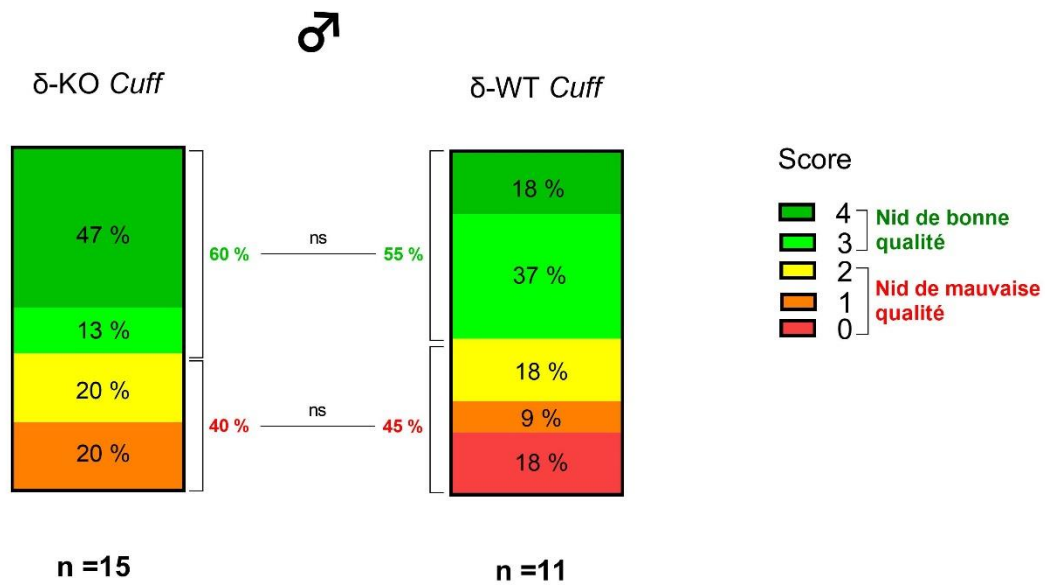 ♂
δ-KO Cuff
47 %
13 %
20 %
20 %
n =15
60 %
ns
55 %
40 %
ns
45 %
δ-WT Cuff
18 %
37 %
18 %
9 %
18 %
n =11
Score
4
3
Nid de bonne
qualité
2
1
0
Nid de mauvaise
qualité